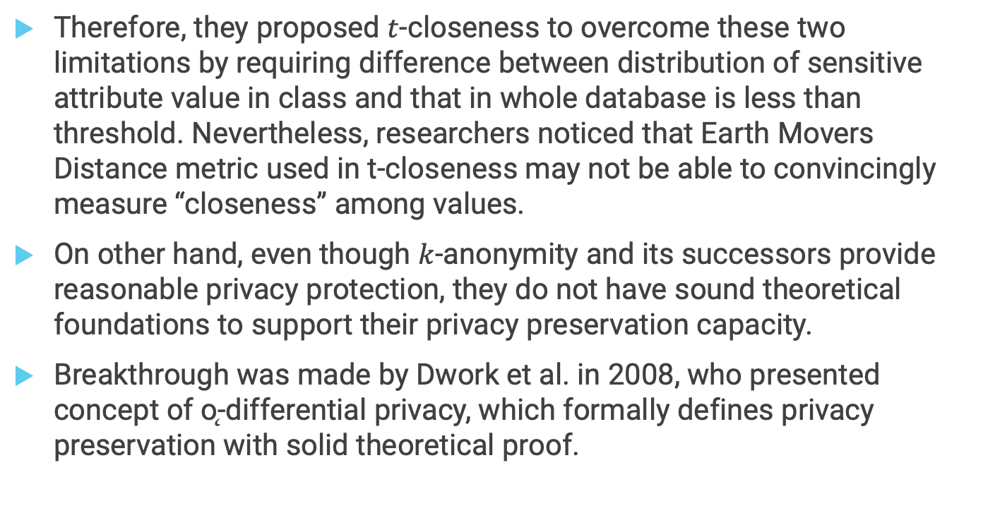 Therefore, they proposed t-closeness to overcome these two
limitations by requiring difference between distribution of sensitive
attribute value in class and that in whole database is less than
threshold. Nevertheless, researchers noticed that Earth Movers
Distance metric used in t-closeness may not be able to convincingly
measure “closeness” among values.
On other hand, even though k-anonymity and its successors provide
reasonable privacy protection, they do not have sound theoretical
foundations to support their privacy preservation capacity.
Breakthrough was made by Dwork et al. in 2008, who presented
concept of -differential privacy, which formally defines privacy
preservation with solid theoretical proof.